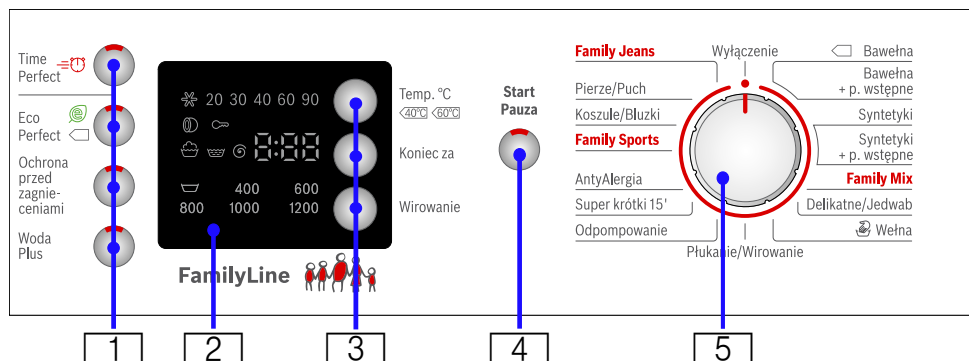 Time
Perfect
Eco
Perfect
Ochrona
przed
zagnie-
ceniami
Woda
Plus
20 30 40 60 90
8:88
400 600
800 1000 1200
FamilyLine
Temp. °C
<40°C <60°C
Koniec za
Wirowanie
Start
Pauza
Family Jeans
Pierze/Puch
Koszule/Bluzki
Family Sports
AntyAlergia
Super krótki 15'
Odpompowanie
Wyłączenie
Płukanie/Wirowanie
Bawełna
Bawełna
+ p. wstępne
Syntetyki
Syntetyki
+ p. wstępne
Family Mix
Delikatne/Jedwab
Wełna
1 2 3 4 5